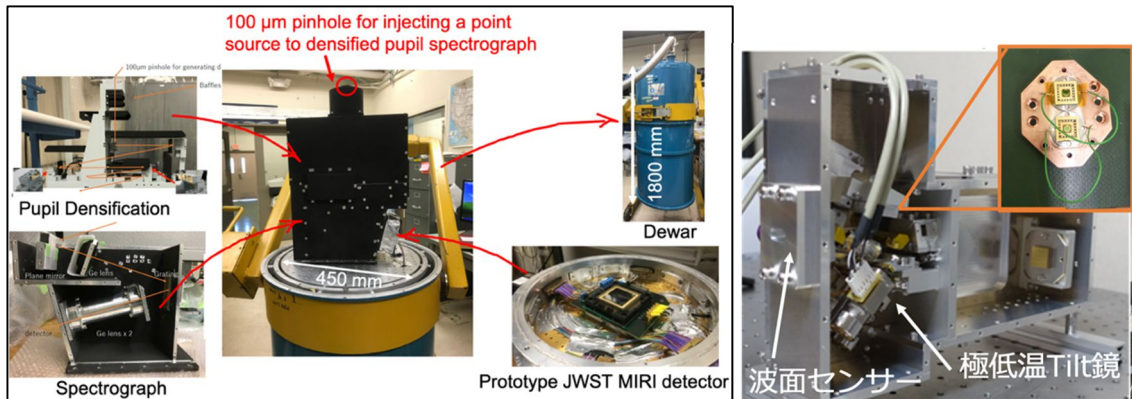 100 µm pinhole for injecting a point
source to densified pupil spectrograph
100µm pinhole for generating d
Baffles
Pupil Densification
Plane mirror
Ge lens
Grating
detector
Ge lens x 2
Spectrograph
450 mm
1800 mm
Dewar
Prototype JWST MIRI detector
波面センサー
極低温Tilt鏡